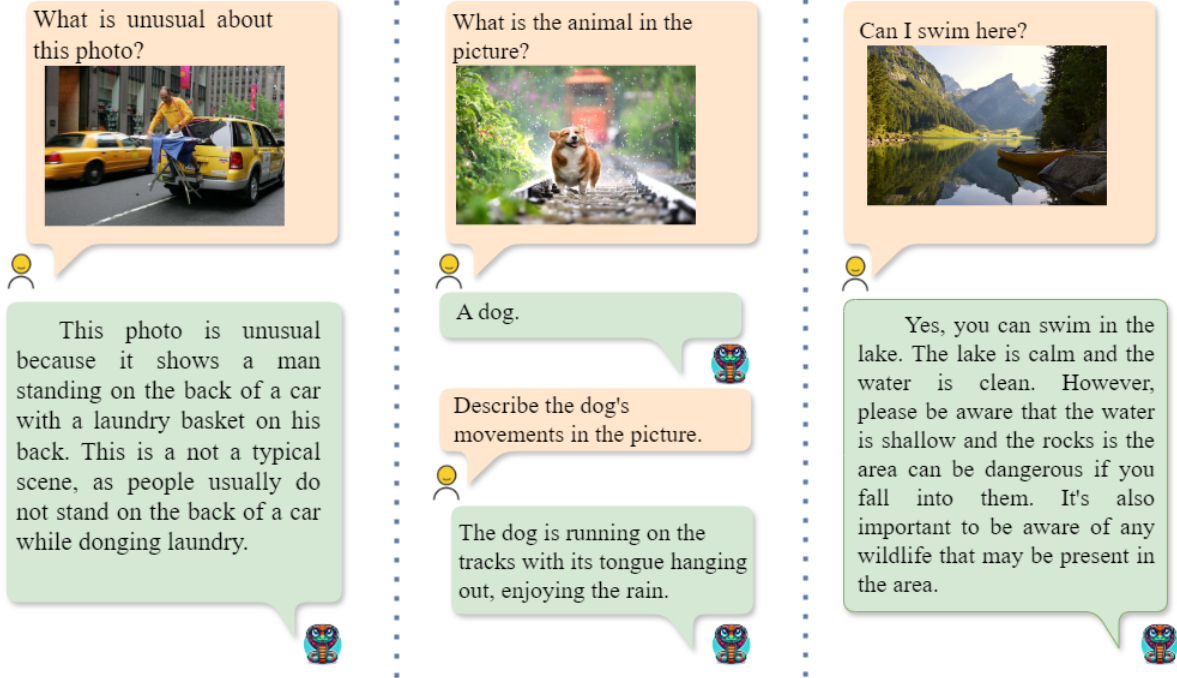 What is unusual about
this photo?
This photo is unusual
because it shows a man
standing on the back of a car
with a laundry basket on his
back. This is a not a typical
scene, as people usually do
not stand on the back of a car
while donging laundry.
What is the animal in the
picture?
A dog.
Describe the dog's
movements in the picture.
The dog is running on the
tracks with its tongue hanging
out, enjoying the rain.
Can I swim here?
Yes, you can swim in the
lake. The lake is calm and the
water is clean. However,
please be aware that the water
is shallow and the rocks is the
area can be dangerous if you
fall into them. It's also
important to be aware of any
wildlife that may be present in
the area.